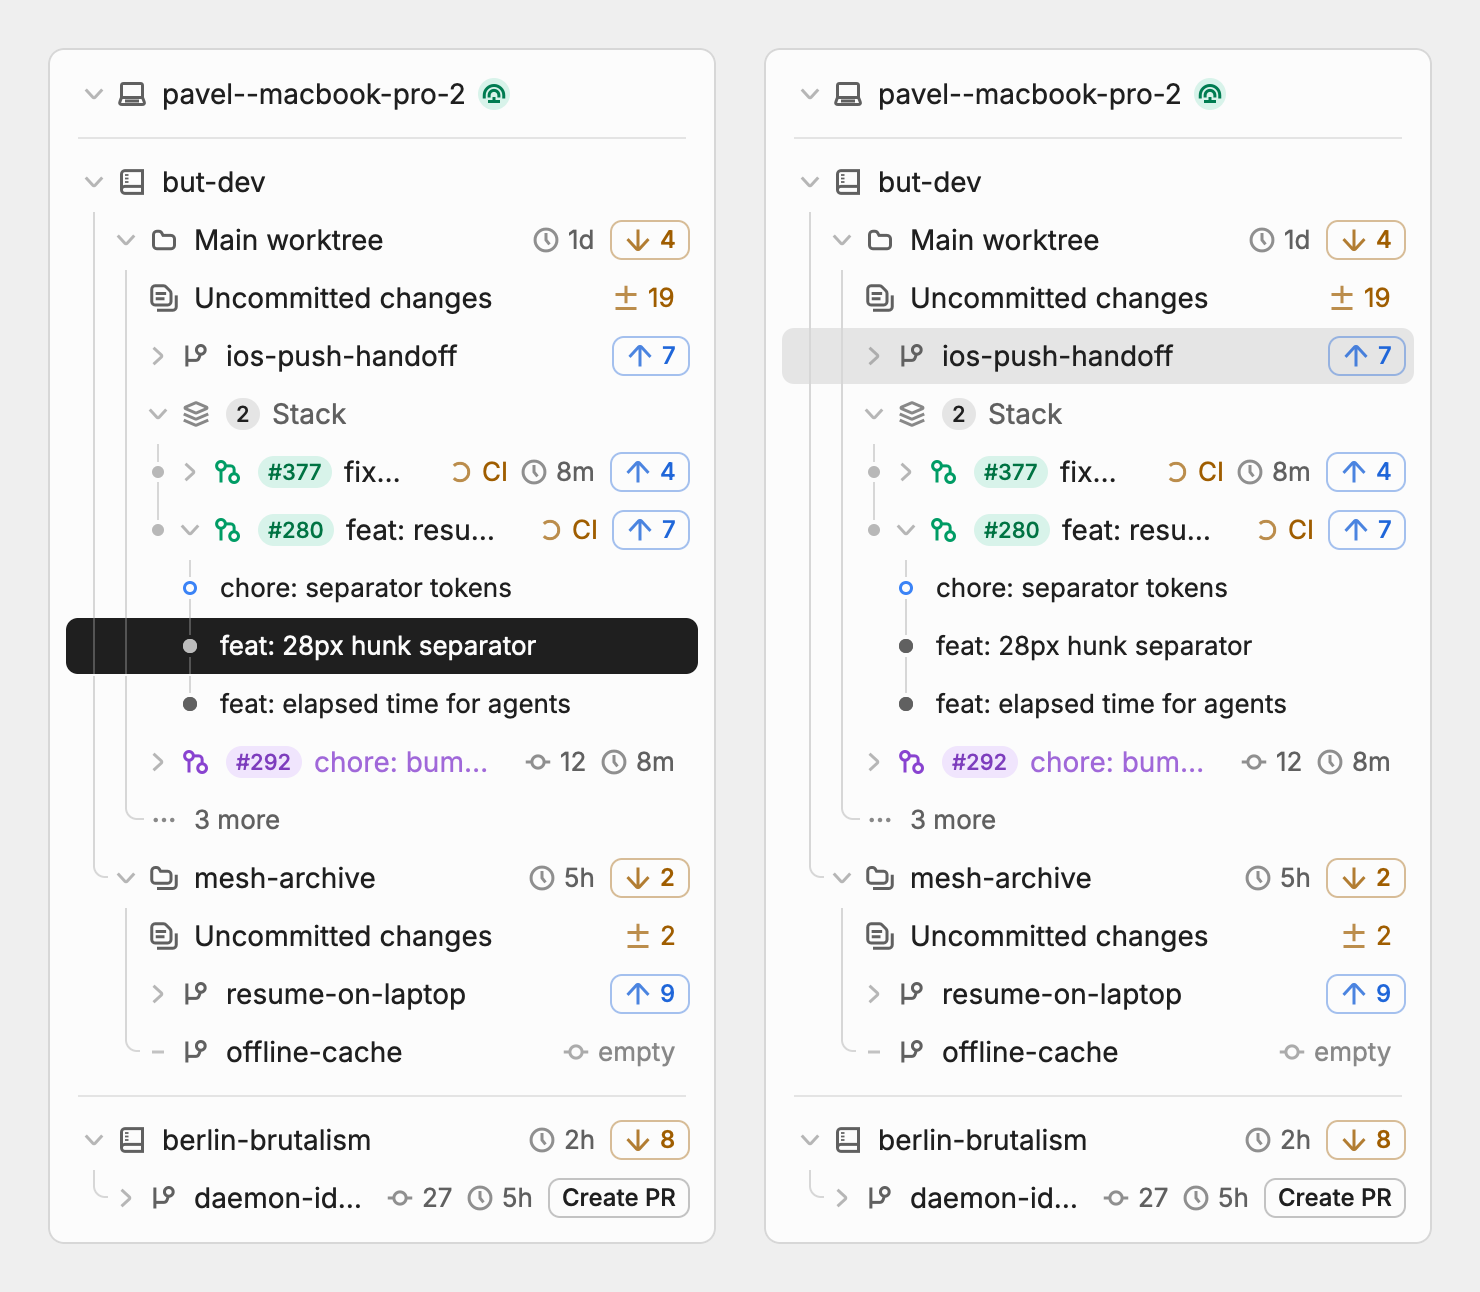 pavel--macbook-pro-2
but-dev
Main worktree 1d 4
Uncommitted changes ± 19
ios-push-handoff 7
2 Stack
#377 fix... CI 8m 4
#280 feat: resu... CI 7
chore: separator tokens
feat: 28px hunk separator
feat: elapsed time for agents
#292 chore: bum... 12 8m
3 more
mesh-archive 5h 2
Uncommitted changes ± 2
resume-on-laptop 9
offline-cache empty
berlin-brutalism 2h 8
daemon-id... 27 5h Create PR
pavel--macbook-pro-2
but-dev
Main worktree 1d 4
Uncommitted changes ± 19
ios-push-handoff 7
2 Stack
#377 fix... CI 8m 4
#280 feat: resu... CI 7
chore: separator tokens
feat: 28px hunk separator
feat: elapsed time for agents
#292 chore: bum... 12 8m
3 more
mesh-archive 5h 2
Uncommitted changes ± 2
resume-on-laptop 9
offline-cache empty
berlin-brutalism 2h 8
daemon-id... 27 5h Create PR